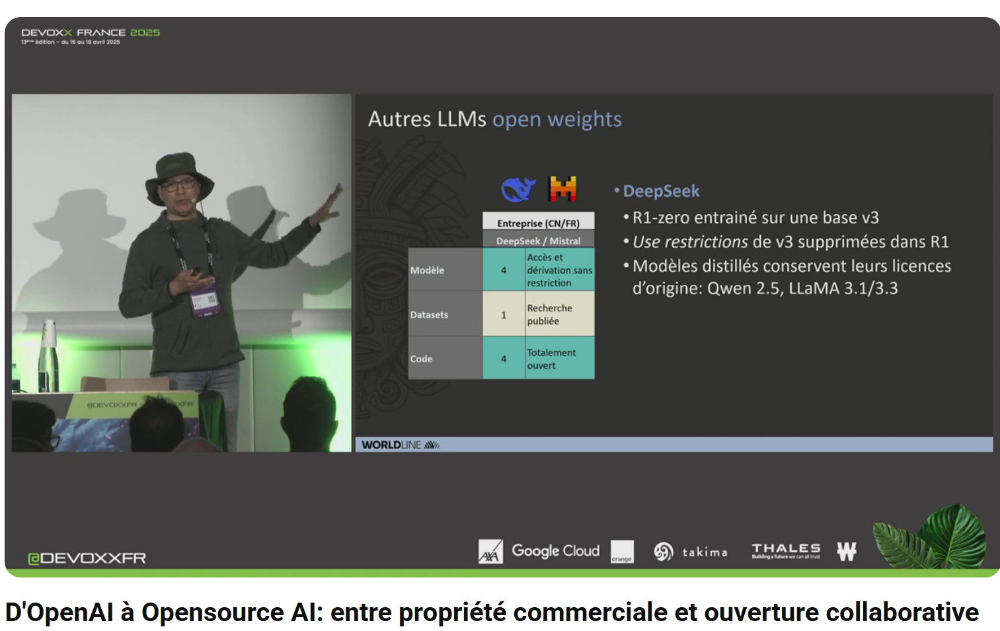 DEVOXX FRANCE 2025
13ème édition – du 16 au 18 avril 2025
Autres LLMs open weights
Entreprise (CN/FR)
DeepSeek / Mistral
Modèle
4
Accès et
dérivation sans
restriction
Datasets
1
Recherche
publiée
Code
4
Totalement
ouvert
• DeepSeek
• R1-zero entrainé sur une base v3
• Use restrictions de v3 supprimées dans R1
• Modèles distillés conservent leurs licences
d’origine: Qwen 2.5, LLaMA 3.1/3.3
@DEVOXXFR
XXFR
WORLDLINE
@DEVOXXFR
AXA
Google Cloud
orange
takima
THALES
Building a future we can all trust
W
D'OpenAI à Opensource AI: entre propriété commerciale et ouverture collaborative